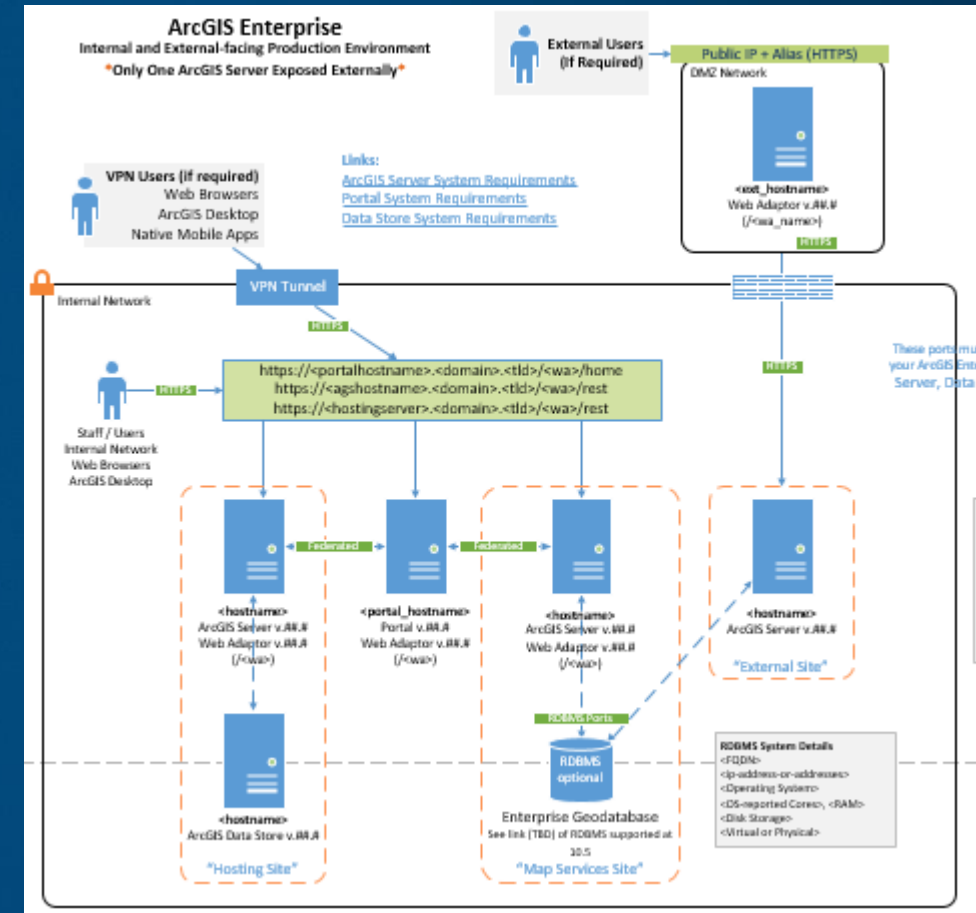 ArcGIS Enterprise
Internal and External-facing Production Environment
*Only One ArcGIS Server Exposed Externally*
External Users
(If Required)
Public IP + Alias (HTTPS)
DMZ Network
<ext_hostname>
Web Adaptor v.##.#
(/<wa_name>)
HTTPS
VPN Users (if required)
Web Browsers
ArcGIS Desktop
Native Mobile Apps
Links:
ArcGIS Server System Requirements
Portal System Requirements
Data Store System Requirements
VPN Tunnel
Internal Network
HTTPS
HTTPS
These ports mu
your ArcGIS Ente
Server, Data
https://<portalhostname>.<domain>.<tld>/<wa>/home
https://<agshostname>.<domain>.<tld>/<wa>/rest
https://<hostingserver>.<domain>.<tld>/<wa>/rest
HTTPS
Staff / Users
Internal Network
Web Browsers
ArcGIS Desktop
Federated
Federated
<hostname>
ArcGIS Server v.##.#
Web Adaptor v.##.#
(/<wa>)
<portal_hostname>
Portal v.##.#
Web Adaptor v.##.#
(/<wa>)
<hostname>
ArcGIS Server v.##.#
Web Adaptor v.##.#
(/<wa>)
<hostname>
ArcGIS Server v.##.#
"External Site"
RDBMS Ports
RDBMS
optional
<hostname>
ArcGIS Data Store v.##.#
"Hosting Site"
Enterprise Geodatabase
See link (TBD) of RDBMS supported at
10.5
"Map Services Site"
RDBMS System Details
<FQDN>
<ip-address-or-addresses>
<Operating System>
<OS-reported Cores>, <RAM>
<Disk Storage>
<Virtual or Physical>